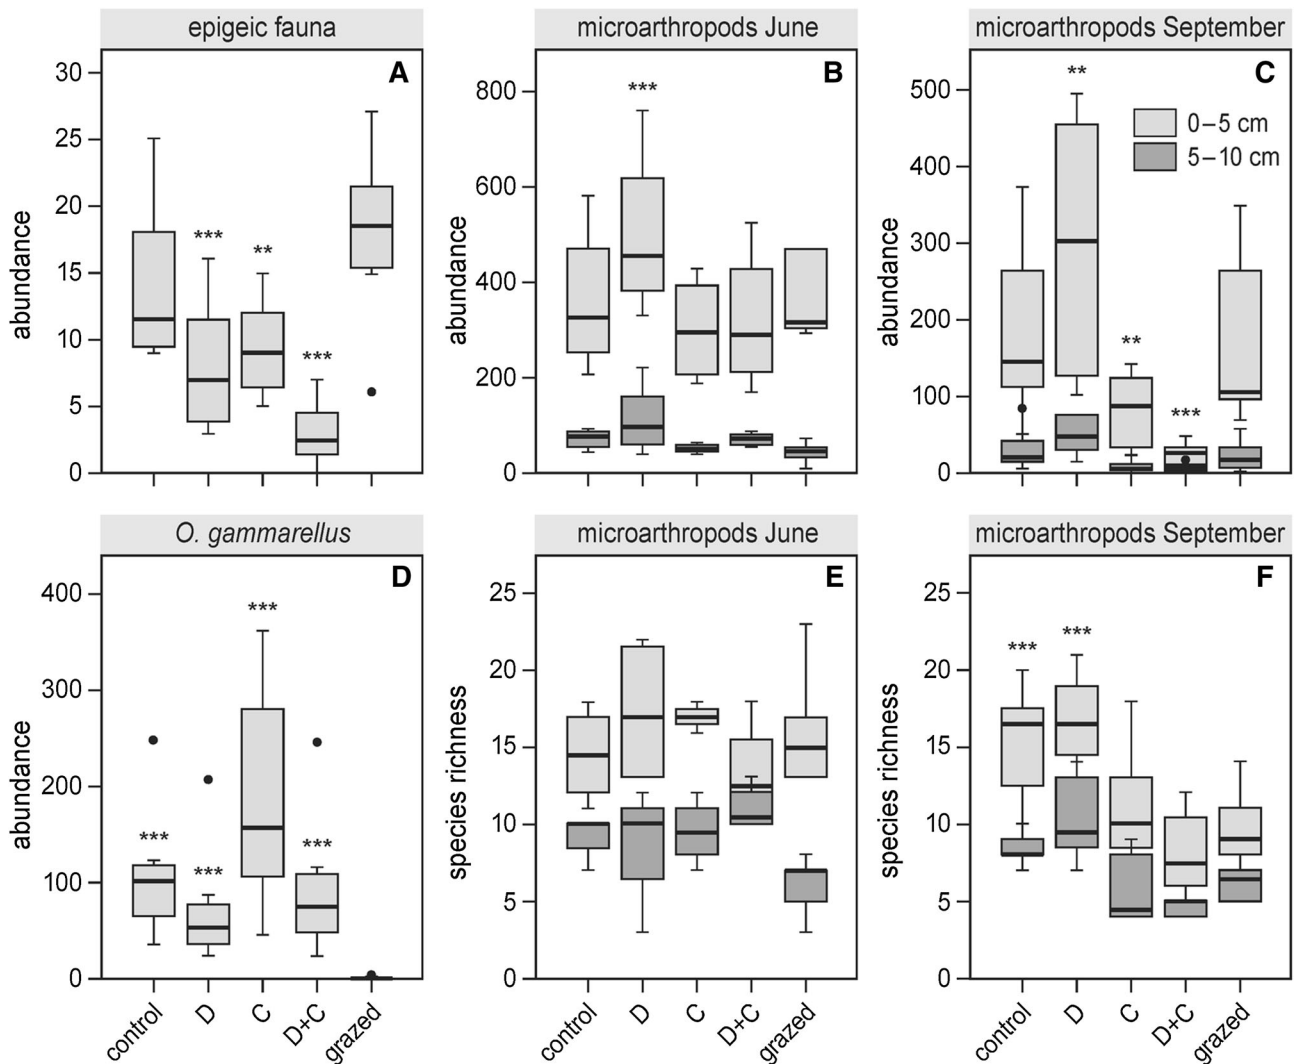 epigeic fauna
A
abundance
30
25
20
15
10
5
0
***
**
***
microarthropods June
B
abundance
800
600
400
200
0
***
microarthropods September
C
abundance
500
400
300
200
100
0
**
**
***
0–5 cm
5–10 cm
O. gammarellus
D
abundance
400
300
200
100
0
***
***
***
***
control
D
C
D+C
grazed
microarthropods June
E
species richness
25
20
15
10
5
0
control
D
C
D+C
grazed
microarthropods September
F
species richness
25
20
15
10
5
0
***
***
control
D
C
D+C
grazed